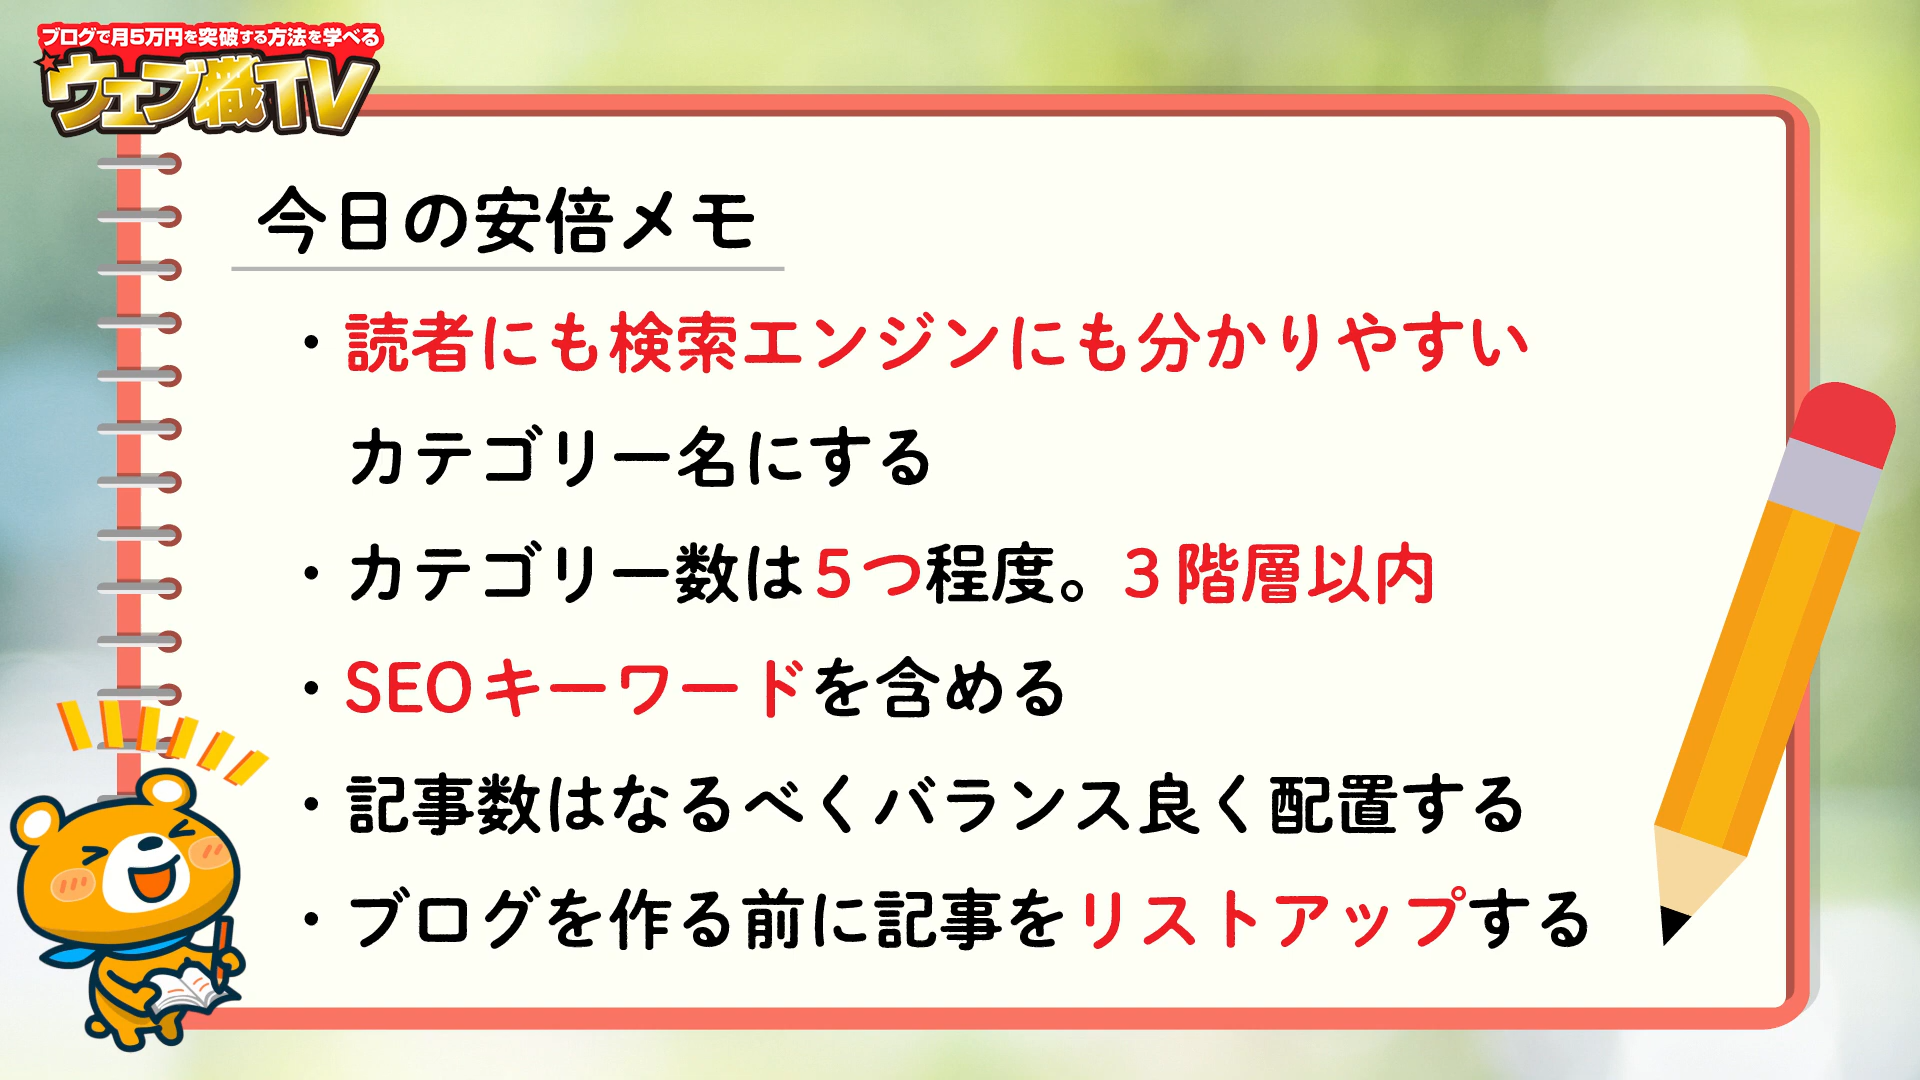 ブログで月5万円を突破する方法を学べる
ウェブ職TV
今日の安倍メモ
・読者にも検索エンジンにも分かりやすい
カテゴリー名にする
・カテゴリー数は５つ程度。３階層以内
・SEOキーワードを含める
・記事数はなるべくバランス良く配置する
・ブログを作る前に記事をリストアップする